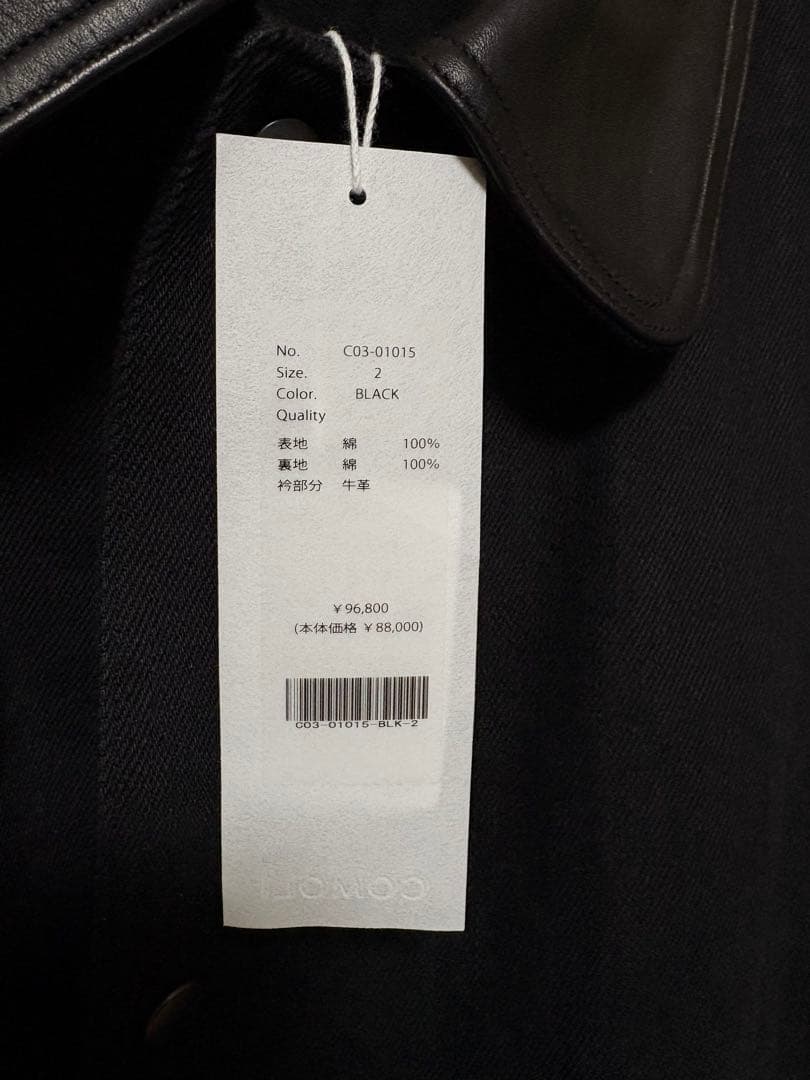 No. C03-01015
Size. 2
Color. BLACK
Quality
表地 綿 100%
裏地 綿 100%
衿部分 牛革
￥96,800
(本体価格 ￥88,000)
C03-01015-BLK-2
COMOLI